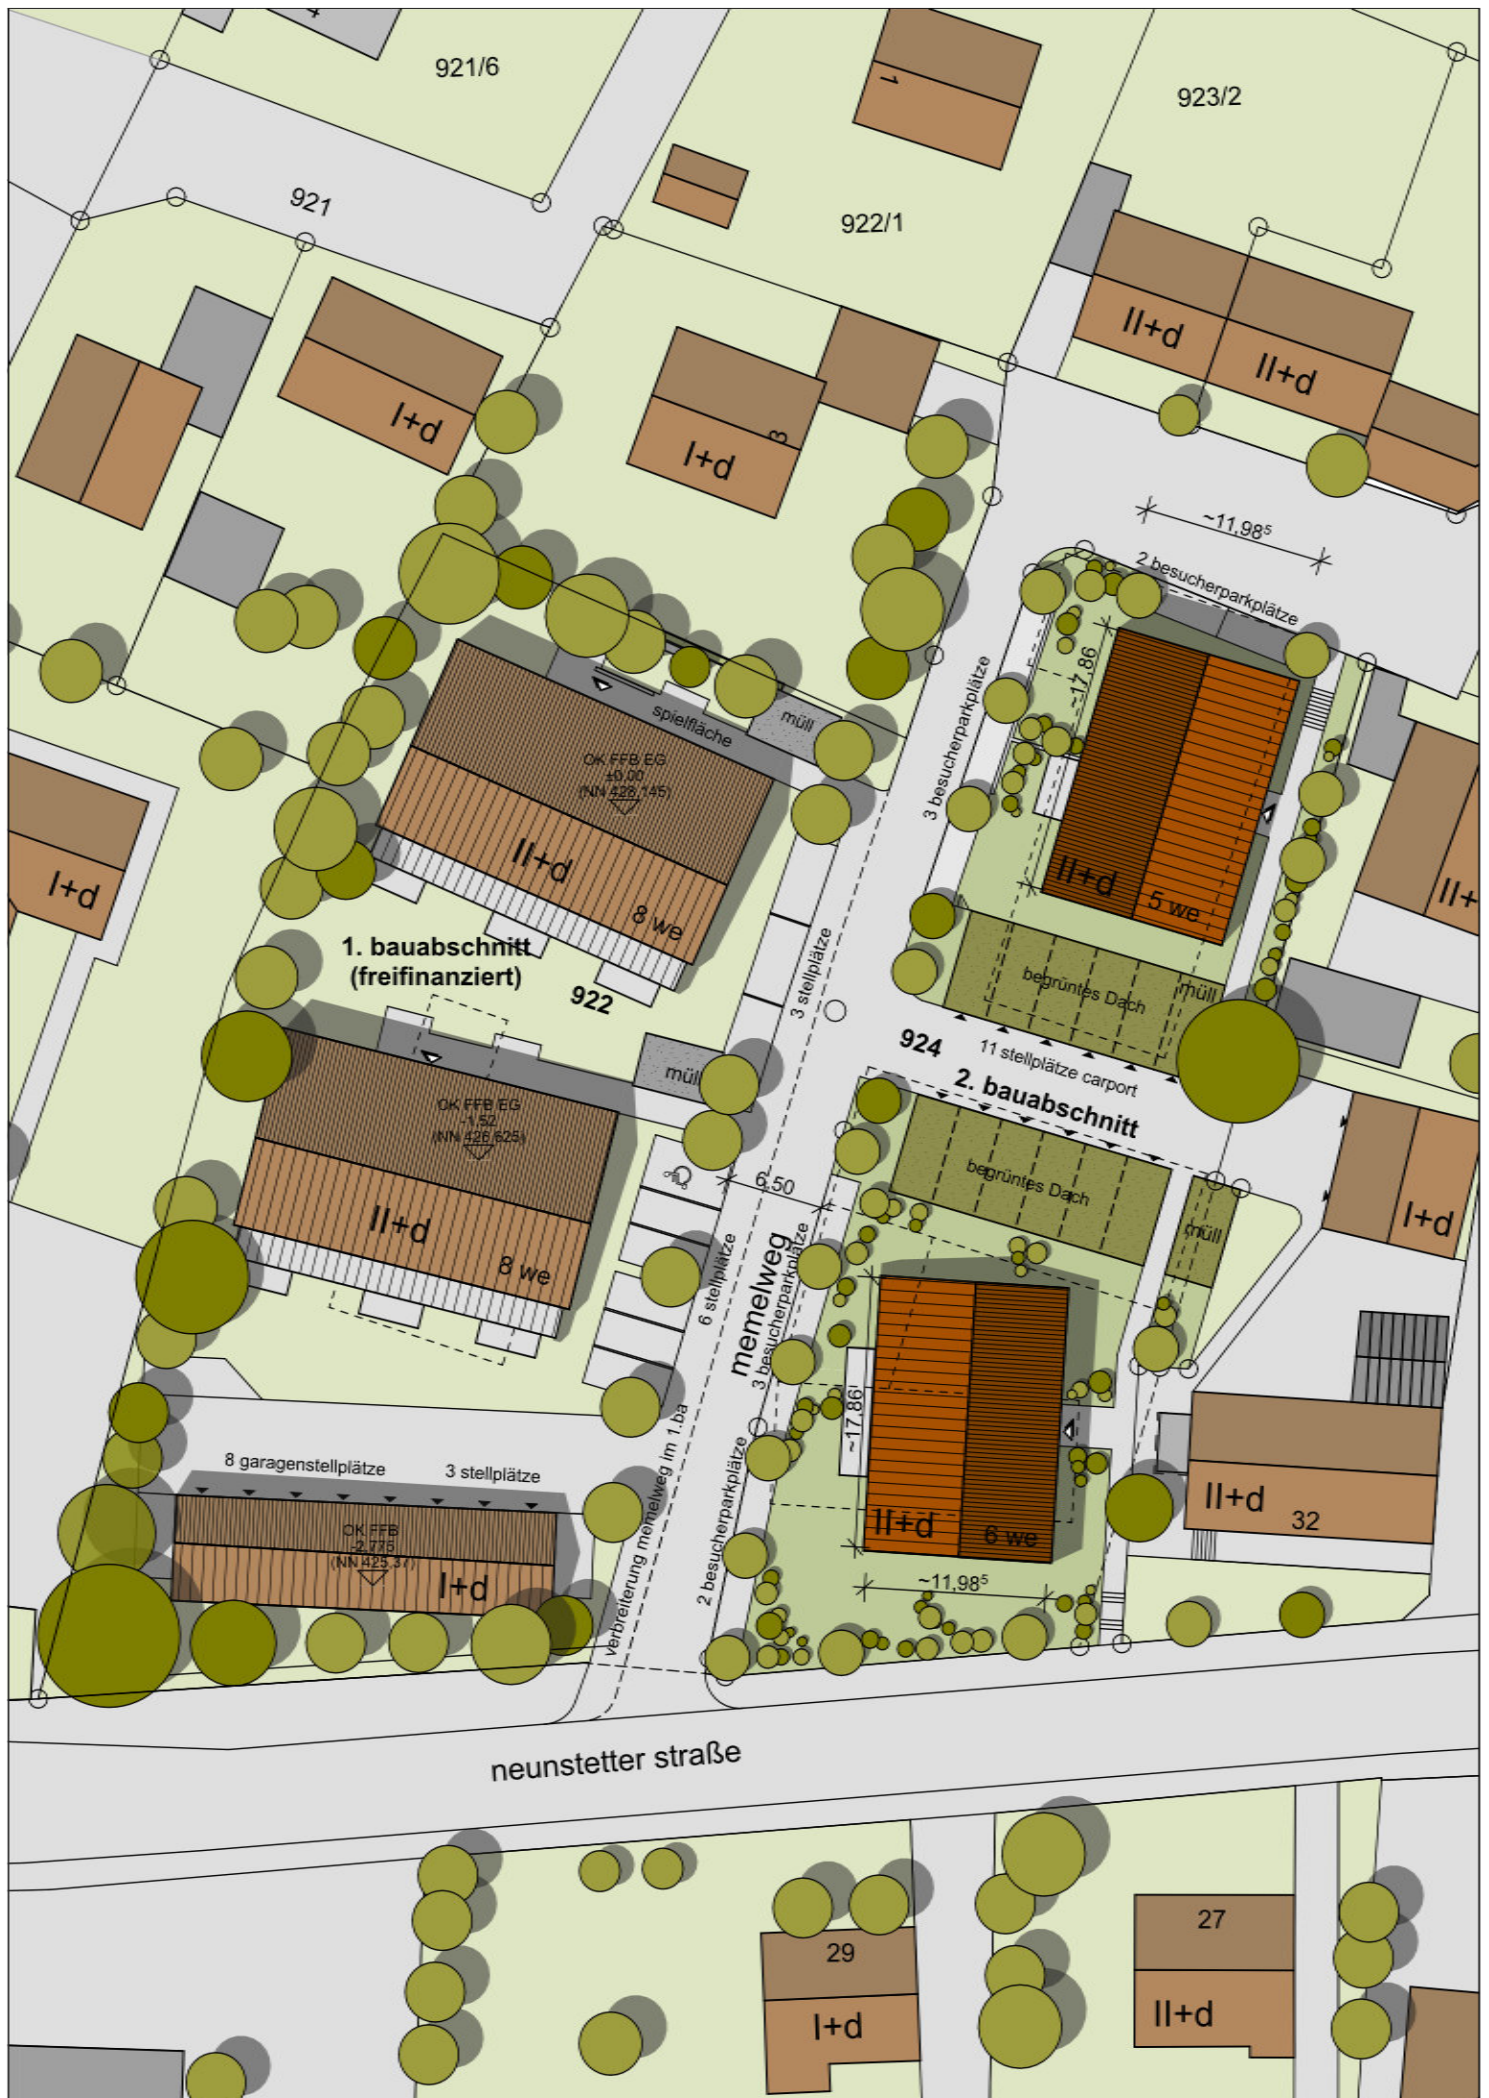 921/6
1
923/2
921
922/1
II+d
II+d
I+d
3
I+d
~11,98⁵
2 besucherparkplätze
~17,86
3 besucherparkplätze
spielfläche
müll
OK FFB EG
±0.00
(NN 428,145)
II+d
8 we
I+d
II+d
5 we
II+
1. bauabschnitt
(freifinanziert)
922
3 stellplätze
begrüntes Dach
müll
924
11 stellplätze carport
2. bauabschnitt
müll
OK FFB EG
-1,52
(NN 426,625)
II+d
8 we
6,50
begrüntes Dach
müll
I+d
6 stellplätze
memelweg
3 besucherparkplätze
~17,86
8 garagenstellplätze
3 stellplätze
verbreiterung memelweg im 1.ba
2 besucherparkplätze
OK FFB
-2,775
(NN 425,37)
I+d
II+d
6 we
~11,98⁵
II+d
32
neunstetter straße
29
I+d
27
II+d